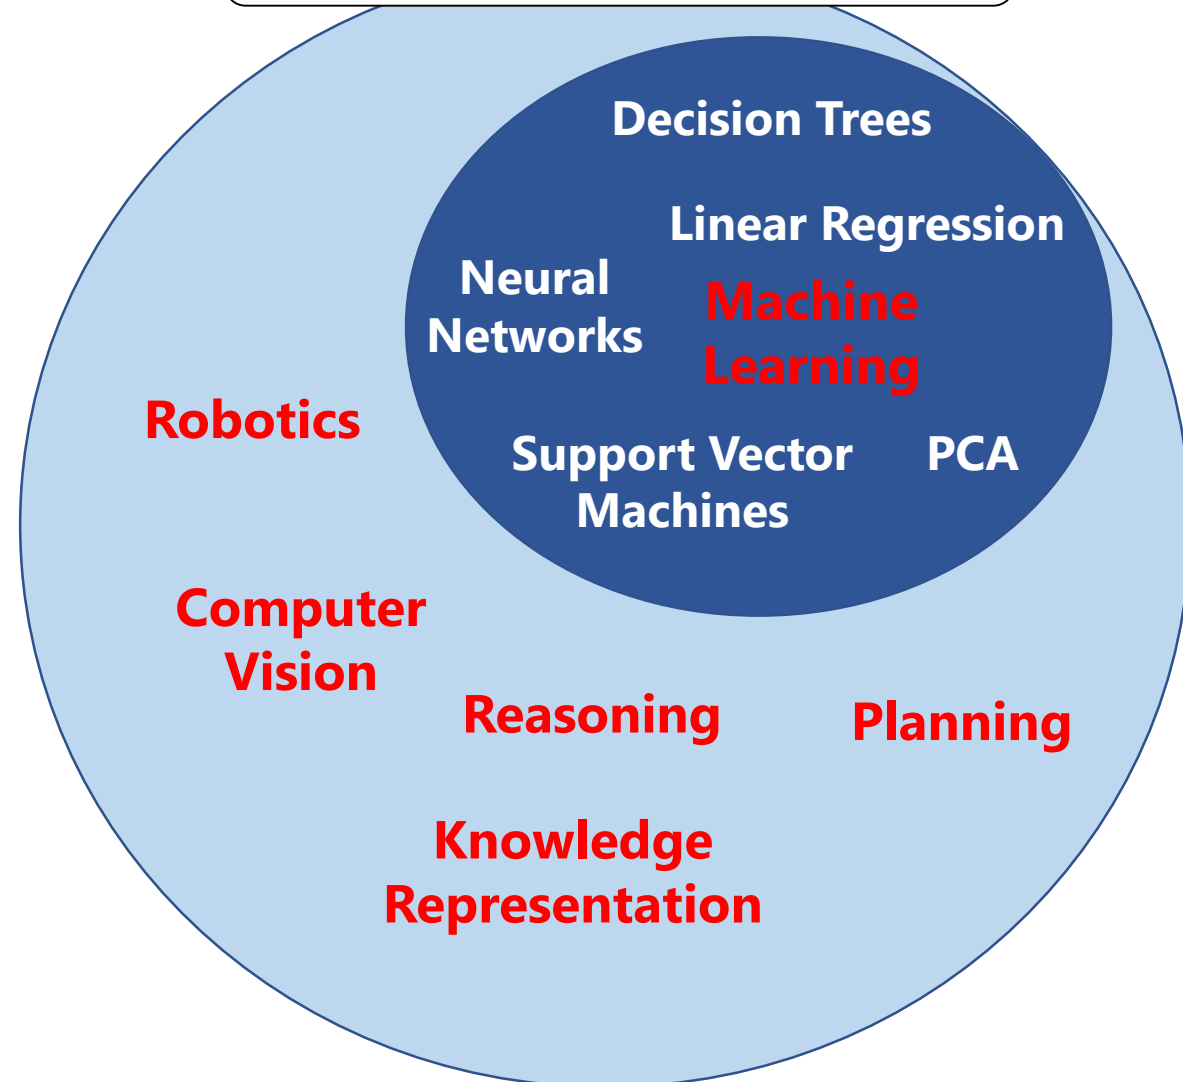 Decision Trees
Linear Regression
Neural
Networks
Machine
Learning
Robotics
Support Vector
Machines
PCA
Computer
Vision
Reasoning
Planning
Knowledge
Representation